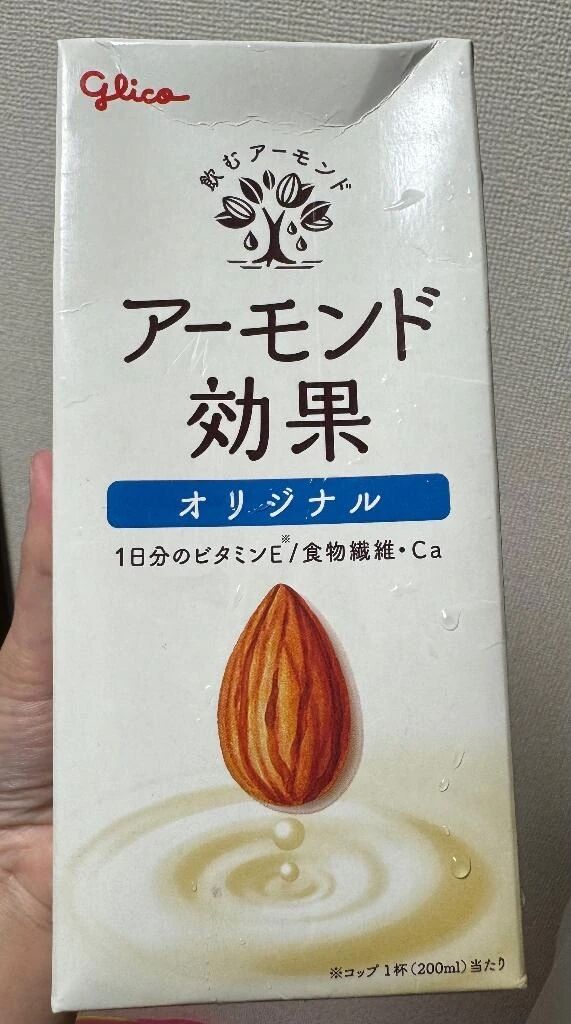 Glico
飲むアーモンド
アーモンド
効果
オリジナル
1日分のビタミンE※/食物繊維・Ca
※コップ1杯(200ml)当たり